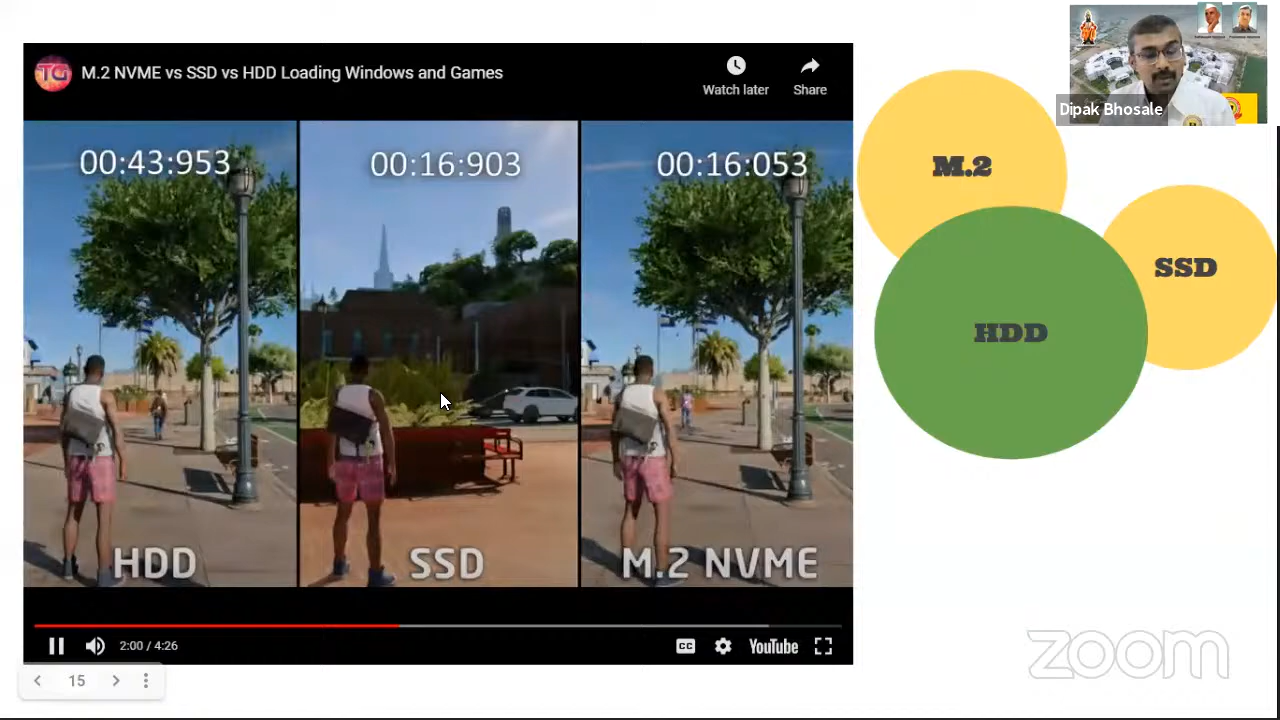 TG
M.2 NVME vs SSD vs HDD Loading Windows and Games
Watch later
Share
Dipak Bhosale
00:43:953
00:16:903
00:16:053
M.2
SSD
HDD
HDD
SSD
M.2 NVME
2:00 / 4:26
CC
YouTube
15
zoom